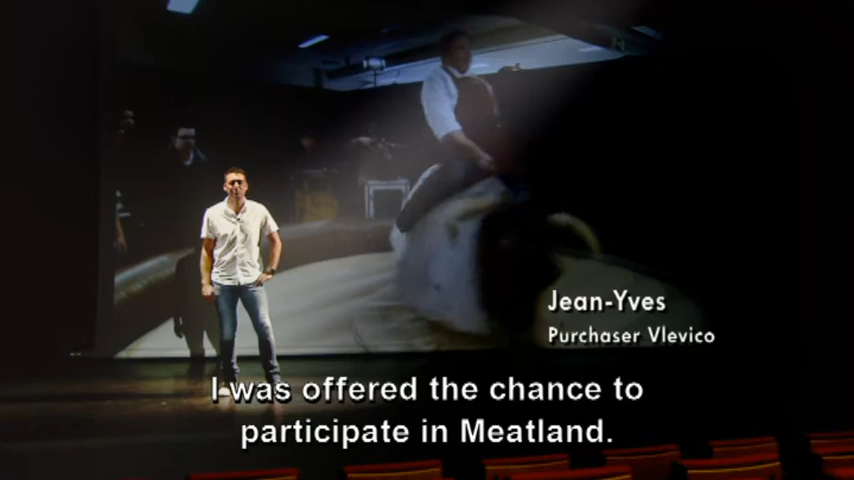 Jean-Yves
Purchaser Vlevico
I was offered the chance to
participate in Meatland.